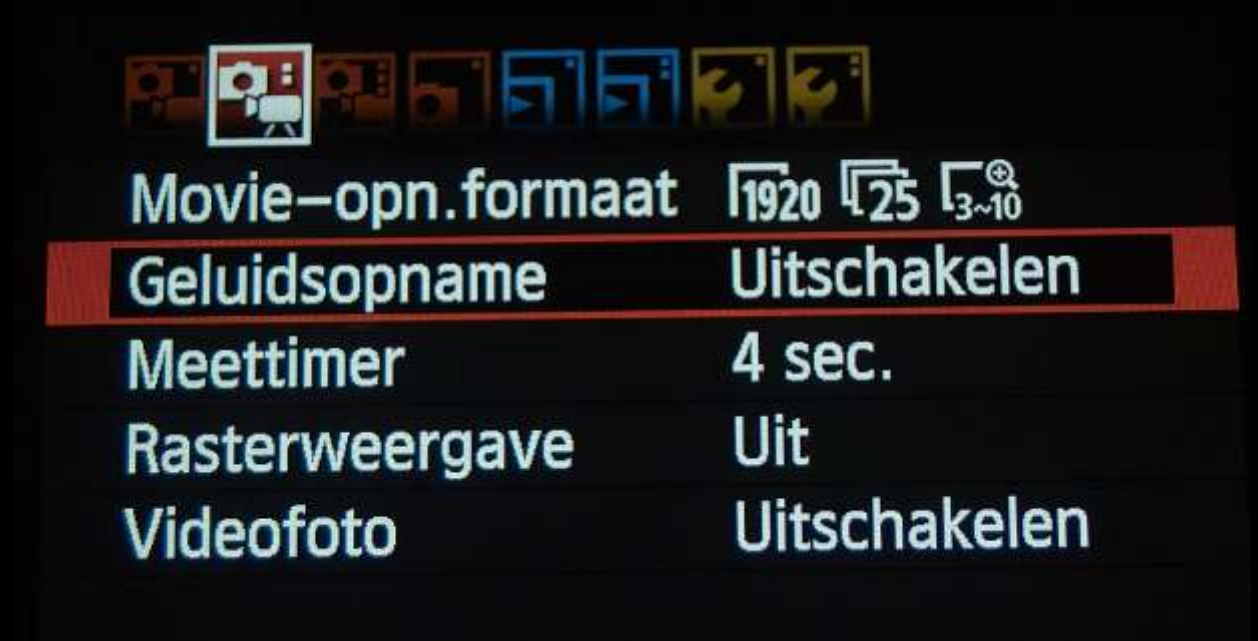 Movie-opn.formaat 1920 25 3~10
Geluidsopname Uitschakelen
Meettimer 4 sec.
Rasterweergave Uit
Videofoto Uitschakelen